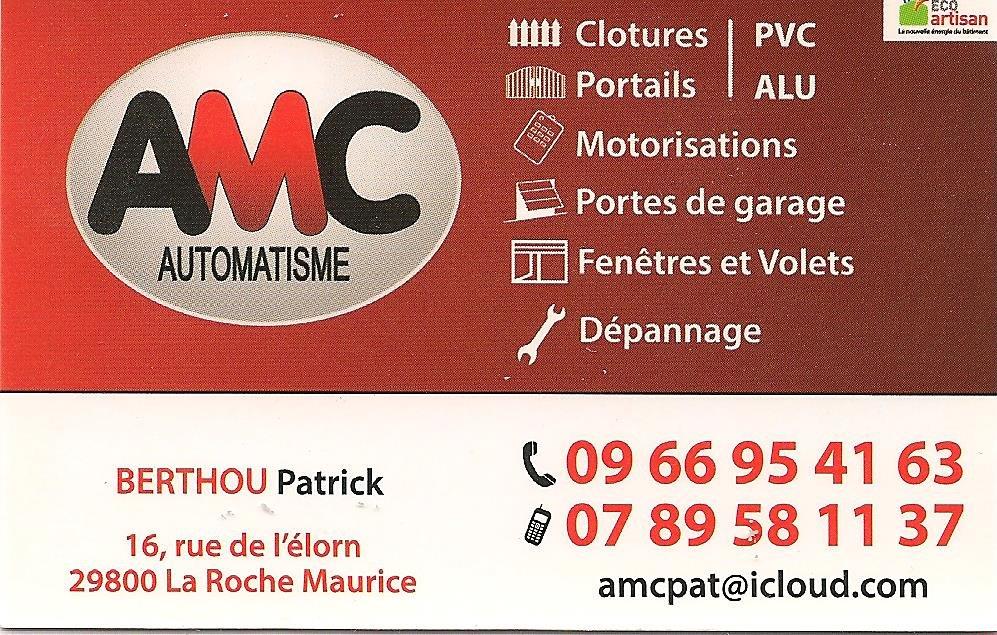 AMC
AUTOMATISME
ECO
artisan
La nouvelle énergie du bâtiment
Clotures
Portails
PVC
ALU
Motorisations
Portes de garage
Fenêtres et Volets
Dépannage
BERTHOU Patrick
16, rue de l'élorn
29800 La Roche Maurice
09 66 95 41 63
07 89 58 11 37
amcpat@icloud.com